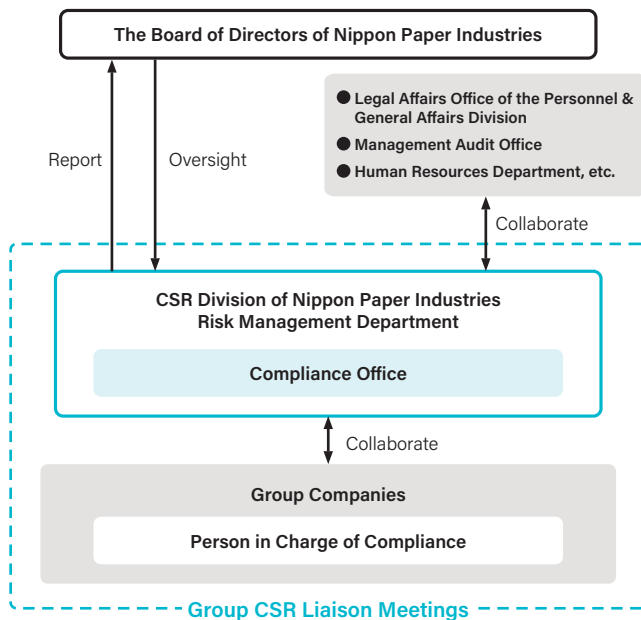 The Board of Directors of Nippon Paper Industries
● Legal Affairs Office of the Personnel &
General Affairs Division
● Management Audit Office
● Human Resources Department, etc.
Report
Oversight
Collaborate
CSR Division of Nippon Paper Industries
Risk Management Department
Compliance Office
Collaborate
Group Companies
Person in Charge of Compliance
Group CSR Liaison Meetings